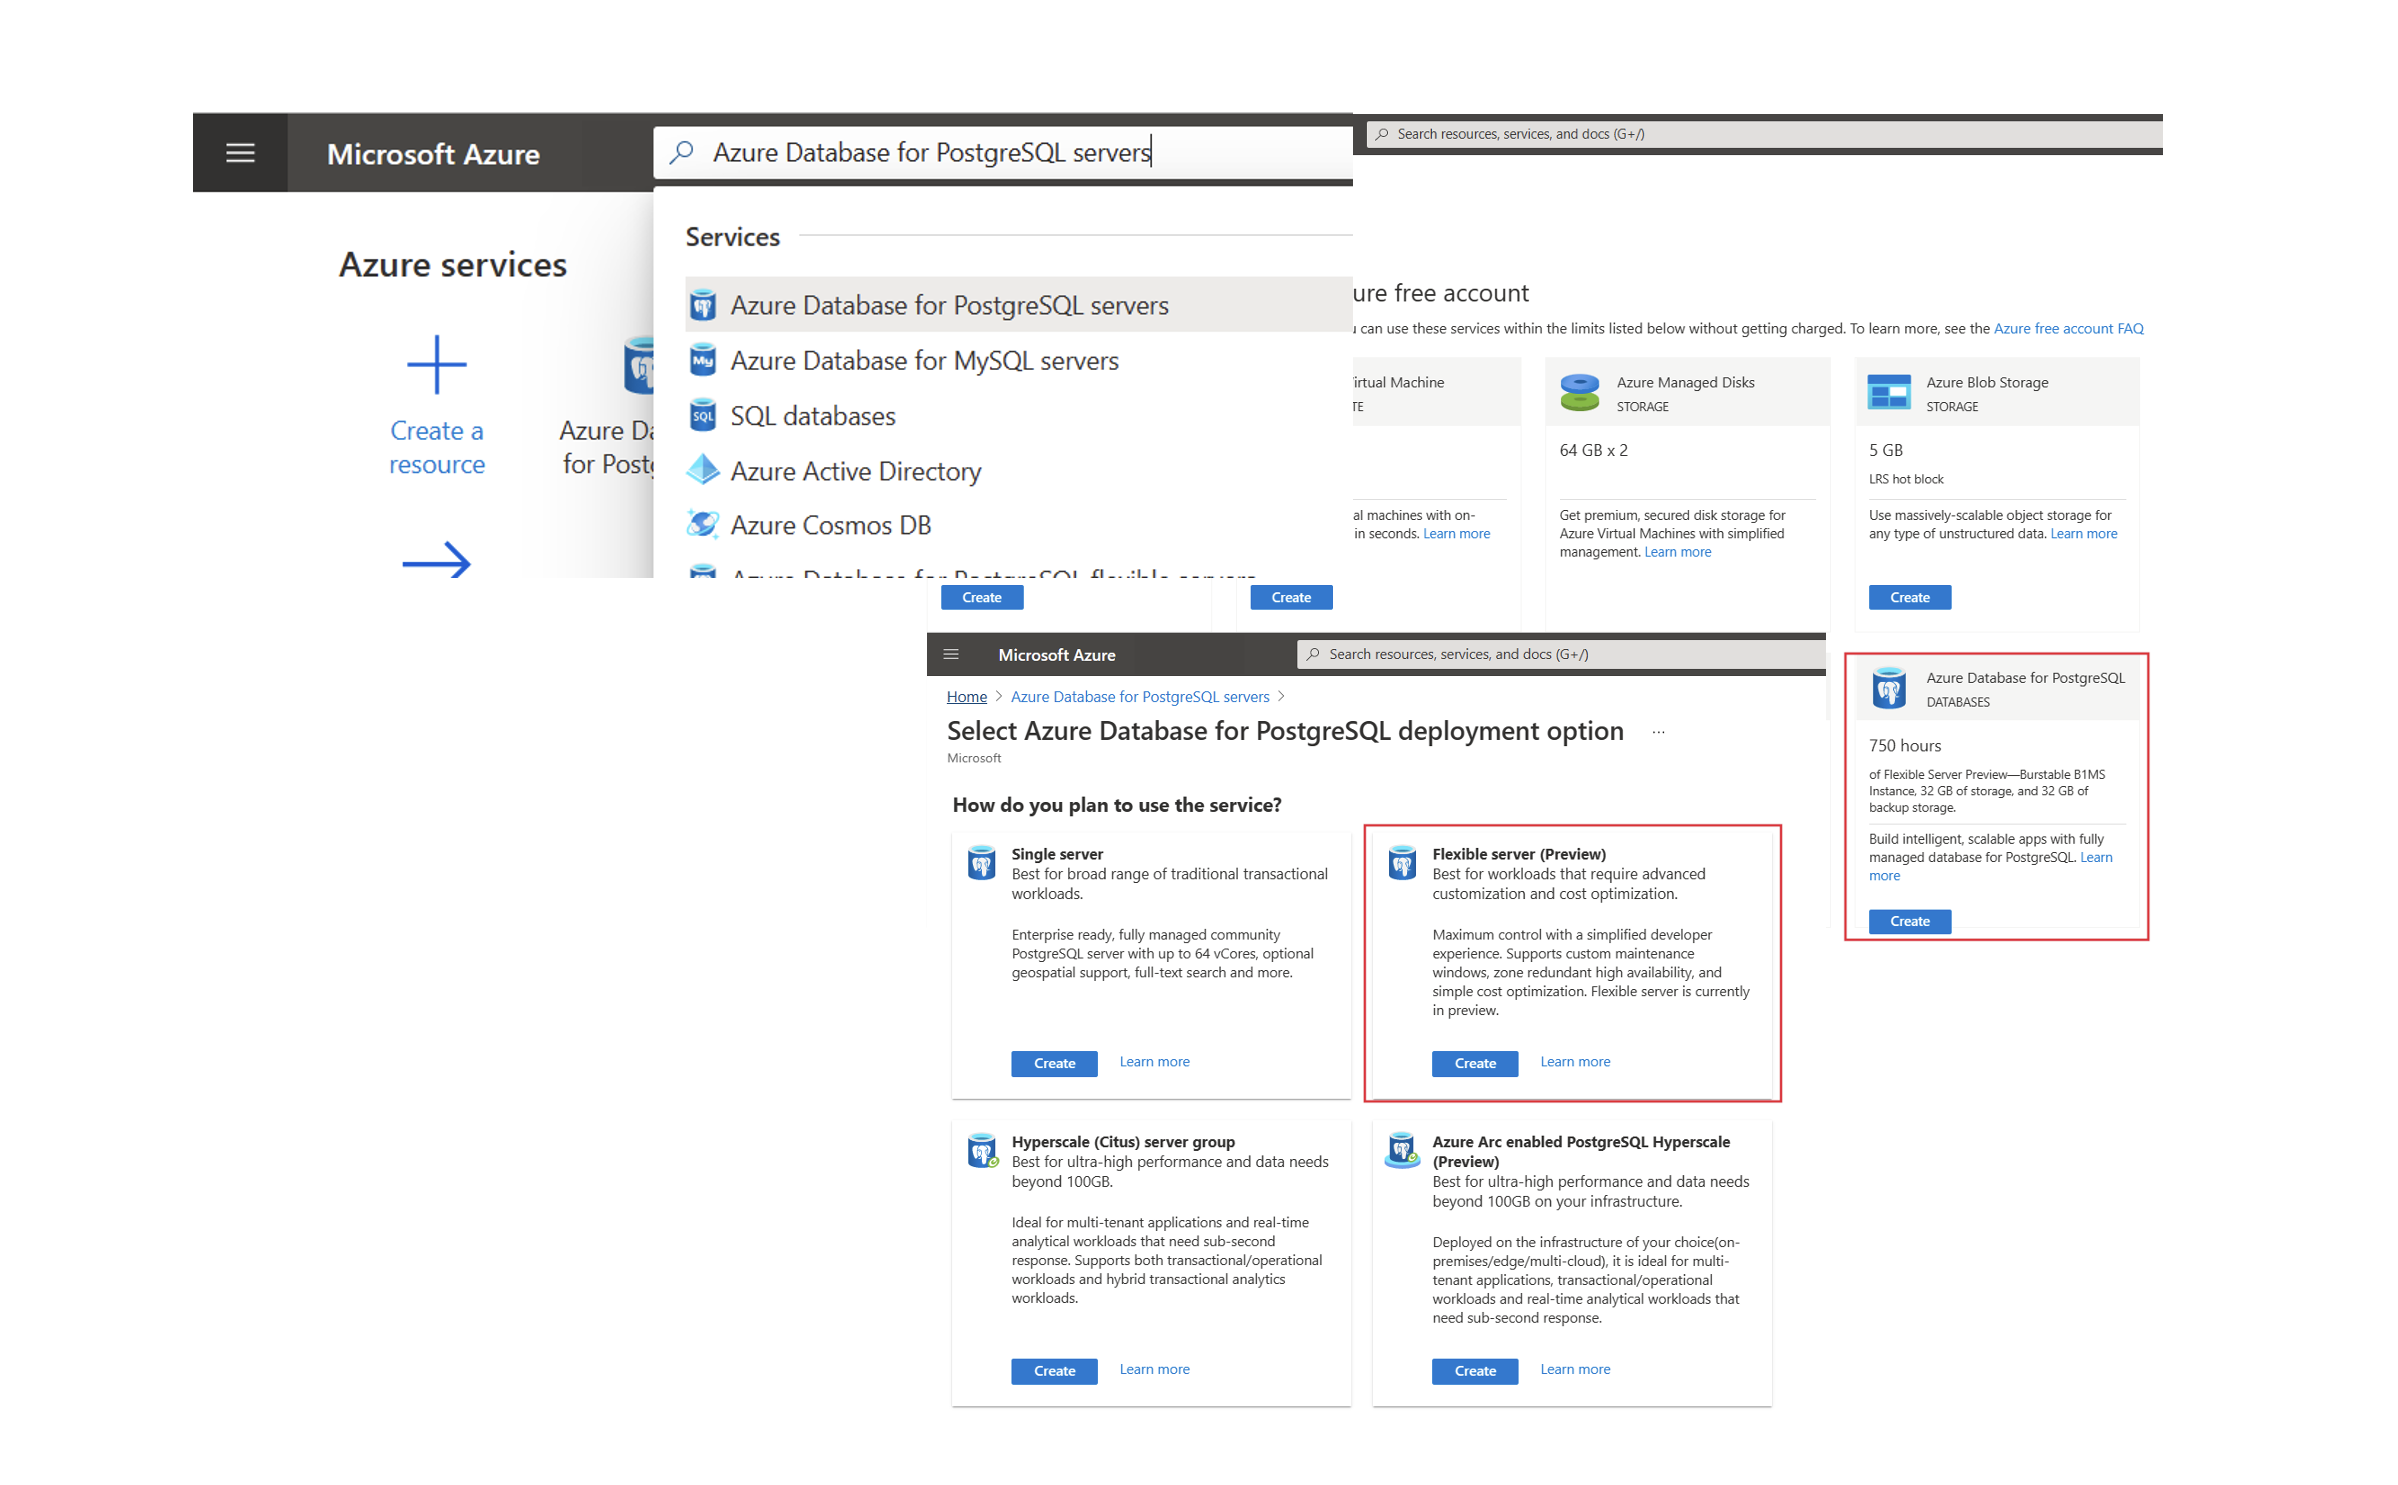 Microsoft Azure
Azure Database for PostgreSQL servers
Azure services
Create a
resource
Azure
for
Services
Azure Database for PostgreSQL servers
Azure Database for MySQL servers
SQL databases
Azure Active Directory
Azure Cosmos DB
Azure Database for PostgreSQL flexible servers
Search resources, services, and docs (G+/)
free account
can use these services within the limits listed below without getting charged. To learn more, see the Azure free account FAQ
Machine
machines with on-
in seconds. Learn more
Create
Create
Azure Managed Disks
STORAGE
64 GB x 2
Get premium, secured disk storage for
Azure Virtual Machines with simplified
management. Learn more
Azure Blob Storage
STORAGE
5 GB
LRS hot block
Use massively-scalable object storage for
any type of unstructured data. Learn more
Create
Azure Database for PostgreSQL
DATABASES
750 hours
of Flexible Server Preview—Burstable B1MS
Instance, 32 GB of storage, and 32 GB of
backup storage.
Build intelligent, scalable apps with fully
managed database for PostgreSQL. Learn
more
Create
Microsoft Azure
Search resources, services, and docs (G+/)
Home > Azure Database for PostgreSQL servers >
Select Azure Database for PostgreSQL deployment option ...
Microsoft
How do you plan to use the service?
Single server
Best for broad range of traditional transactional
workloads.
Enterprise ready, fully managed community
PostgreSQL server with up to 64 vCores, optional
geospatial support, full-text search and more.
Create Learn more
Flexible server (Preview)
Best for workloads that require advanced
customization and cost optimization.
Maximum control with a simplified developer
experience. Supports custom maintenance
windows, zone redundant high availability, and
simple cost optimization. Flexible server is currently
in preview.
Create Learn more
Hyperscale (Citus) server group
Best for ultra-high performance and data needs
beyond 100GB.
Ideal for multi-tenant applications and real-time
analytical workloads that need sub-second
response. Supports both transactional/operational
workloads and hybrid transactional analytics
workloads.
Create Learn more
Azure Arc enabled PostgreSQL Hyperscale
(Preview)
Best for ultra-high performance and data needs
beyond 100GB on your infrastructure.
Deployed on the infrastructure of your choice(on-
premises/edge/multi-cloud), it is ideal for multi-
tenant applications, transactional/operational
workloads and real-time analytical workloads that
need sub-second response.
Create Learn more